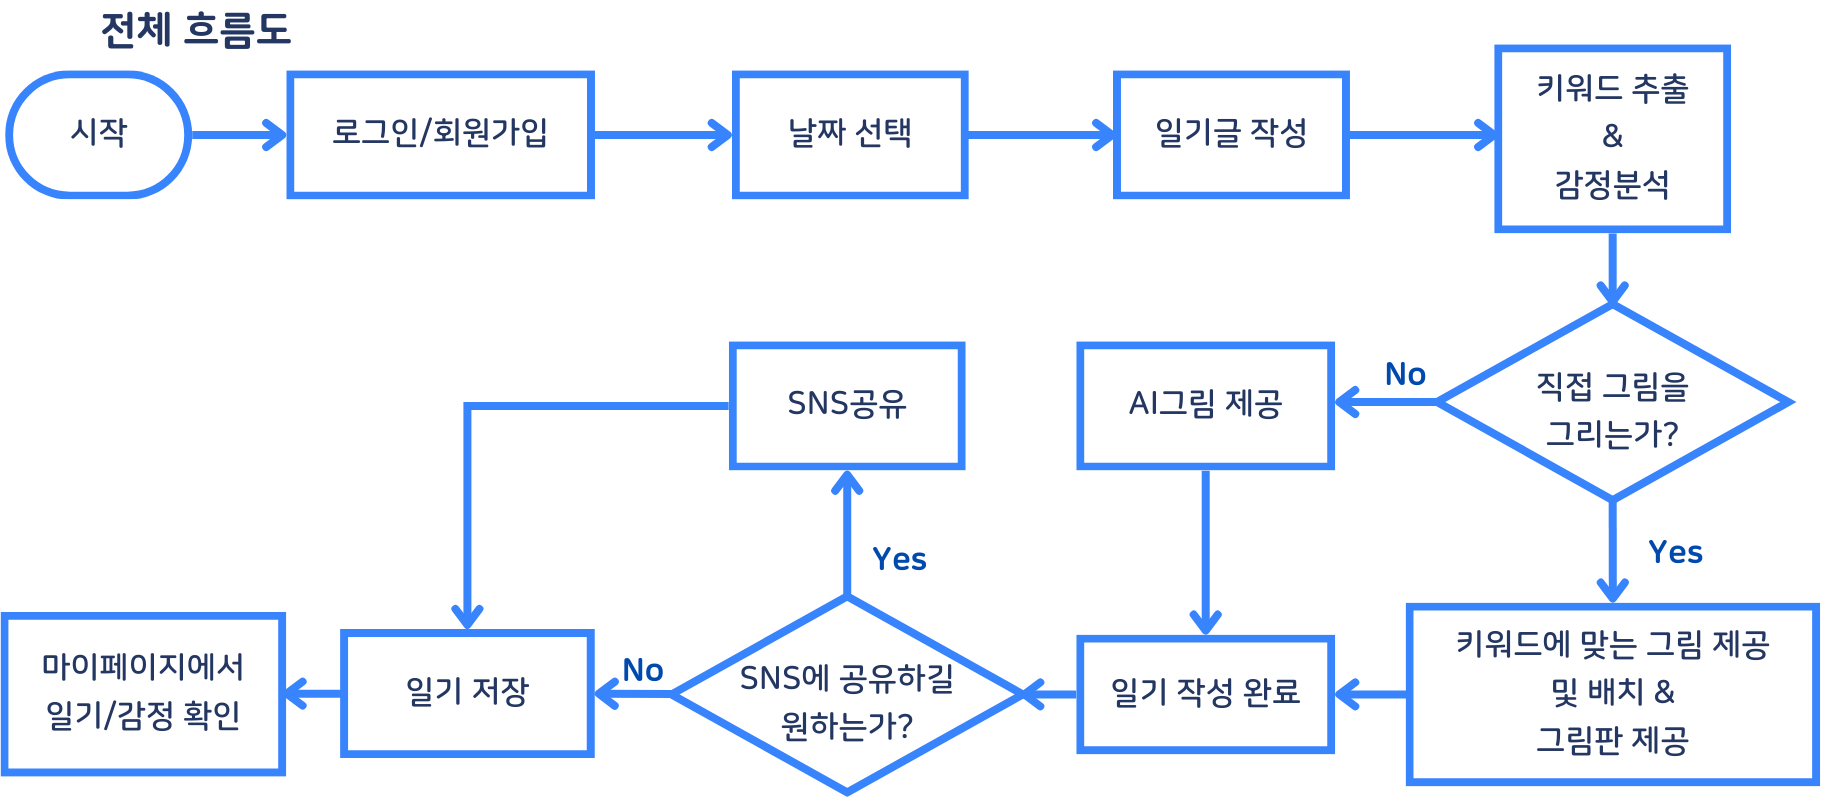 전체 흐름도
시작
로그인/회원가입
날짜 선택
일기글 작성
키워드 추출
&
감정분석
직접 그림을
그리는가?
No
Yes
AI그림 제공
키워드에 맞는 그림 제공
및 배치 &
그림판 제공
일기 작성 완료
SNS에 공유하길
원하는가?
Yes
No
SNS공유
일기 저장
마이페이지에서
일기/감정 확인